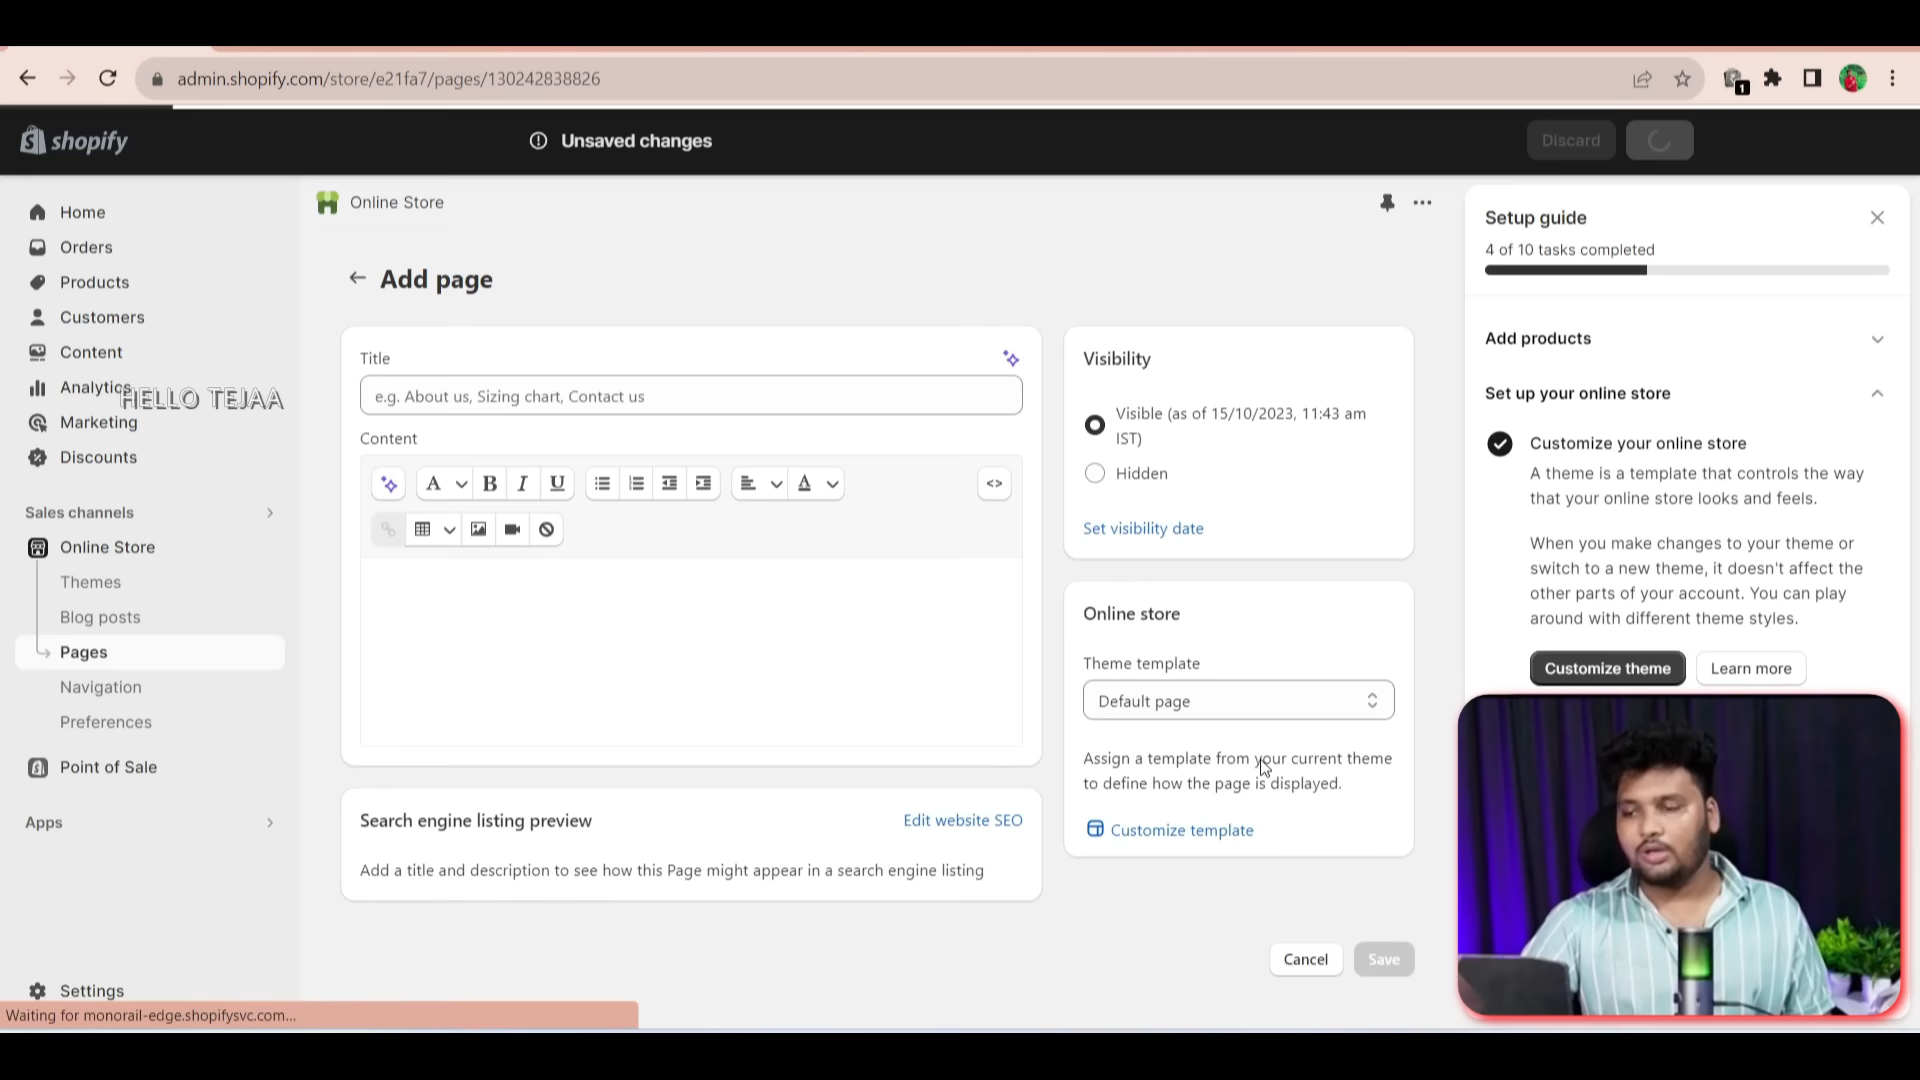 admin.shopify.com/store/e21fa7/pages/130242838826
1
shopify
Unsaved changes
Discard
Home
Orders
Products
Customers
Content
Analytics
HELLO TEJAA
Marketing
Discounts
Sales channels
Online Store
Themes
Blog posts
Pages
Navigation
Preferences
Point of Sale
Apps
Settings
Waiting for monorail-edge.shopifysvc.com...
Online Store
Add page
Title
e.g. About us, Sizing chart, Contact us
Content
A
B I U
A
<>
Search engine listing preview
Edit website SEO
Add a title and description to see how this Page might appear in a search engine listing
Visibility
Visible (as of 15/10/2023, 11:43 am
IST)
Hidden
Set visibility date
Online store
Theme template
Default page
Assign a template from your current theme
to define how the page is displayed.
Customize template
Cancel
Save
Setup guide
4 of 10 tasks completed
Add products
Set up your online store
Customize your online store
A theme is a template that controls the way
that your online store looks and feels.
When you make changes to your theme or
switch to a new theme, it doesn't affect the
other parts of your account. You can play
around with different theme styles.
Customize theme
Learn more